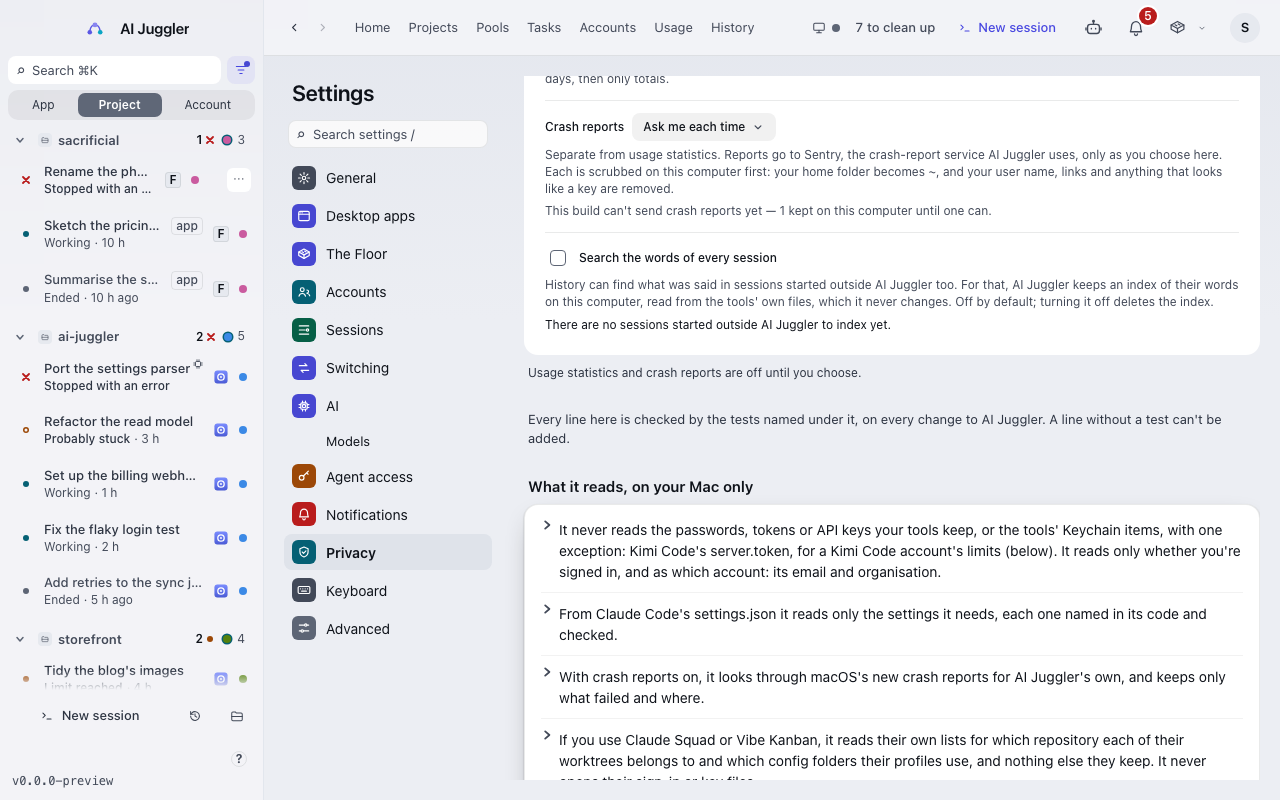 AI Juggler
Search ⌘K
App
Project
Account
sacrificial
1
3
Rename the ph...
Stopped with an ...
F
...
Sketch the pricin...
app
Working · 10 h
F
Summarise the s...
app
Ended · 10 h ago
F
ai-juggler
2
5
Port the settings parser
Stopped with an error
Refactor the read model
Probably stuck · 3 h
Set up the billing webh...
Working · 1 h
Fix the flaky login test
Working · 2 h
Add retries to the sync j...
Ended · 5 h ago
storefront
2
4
Tidy the blog's images
Limit reached · 4 h
New session
?
v0.0.0-preview
Home
Projects
Pools
Tasks
Accounts
Usage
History
7 to clean up
New session
5
S
Settings
Search settings /
General
Desktop apps
The Floor
Accounts
Sessions
Switching
AI
Models
Agent access
Notifications
Privacy
Keyboard
Advanced
days, then only totals.
Crash reports
Ask me each time
Separate from usage statistics. Reports go to Sentry, the crash-report service AI Juggler uses, only as you choose here.
Each is scrubbed on this computer first: your home folder becomes ~, and your user name, links and anything that looks
like a key are removed.
This build can't send crash reports yet — 1 kept on this computer until one can.
Search the words of every session
History can find what was said in sessions started outside AI Juggler too. For that, AI Juggler keeps an index of their words
on this computer, read from the tools' own files, which it never changes. Off by default; turning it off deletes the index.
There are no sessions started outside AI Juggler to index yet.
Usage statistics and crash reports are off until you choose.
Every line here is checked by the tests named under it, on every change to AI Juggler. A line without a test can't be
added.
What it reads, on your Mac only
It never reads the passwords, tokens or API keys your tools keep, or the tools' Keychain items, with one
exception: Kimi Code's server.token, for a Kimi Code account's limits (below). It reads only whether you're
signed in, and as which account: its email and organisation.
From Claude Code's settings.json it reads only the settings it needs, each one named in its code and
checked.
With crash reports on, it looks through macOS's new crash reports for AI Juggler's own, and keeps only
what failed and where.
If you use Claude Squad or Vibe Kanban, it reads their own lists for which repository each of their
worktrees belongs to and which config folders their profiles use, and nothing else they keep. It never
opens their sign-in or key files.